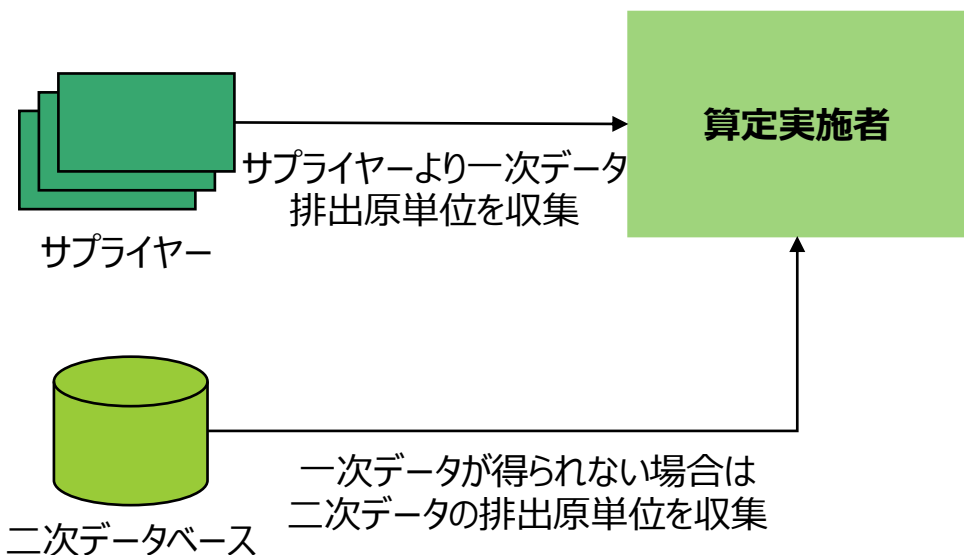 算定実施者
サプライヤーより一次データ
排出原単位を収集
サプライヤー
一次データが得られない場合は
二次データの排出原単位を収集
二次データベース